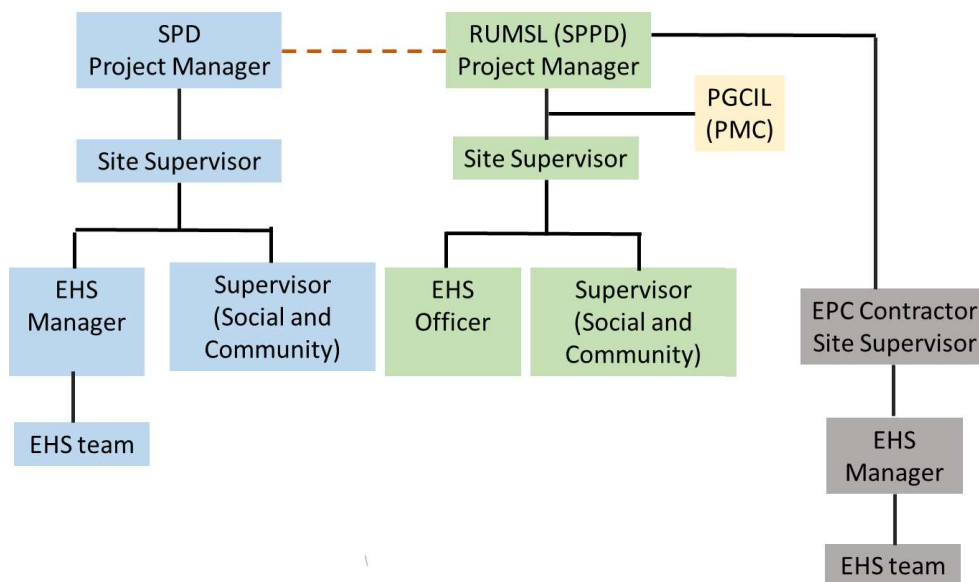 SPD
Project Manager
RUMSL (SPPD)
Project Manager
PGCIL
(PMC)
Site Supervisor
Site Supervisor
EHS
Manager
Supervisor
(Social and
Community)
EHS
Officer
Supervisor
(Social and
Community)
EPC Contractor
Site Supervisor
EHS team
EHS
Manager
EHS team